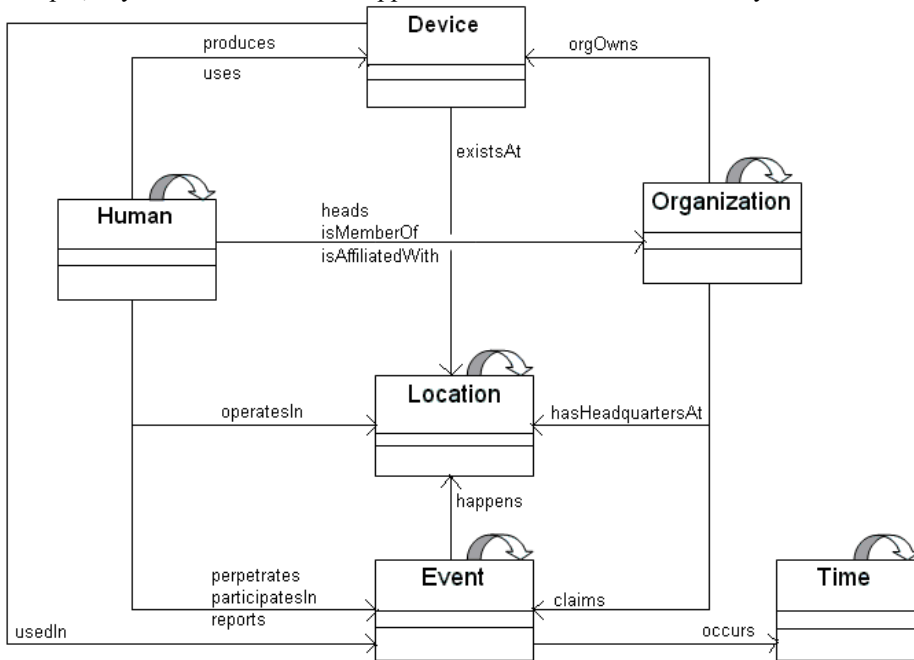 Device
produces
uses
orgOwns
existsAt
Human
Organization
heads
isMemberOf
isAffiliatedWith
Location
operatesIn
hasHeadquartersAt
happens
Event
Time
perpetrates
participatesIn
reports
claims
usedIn
occurs